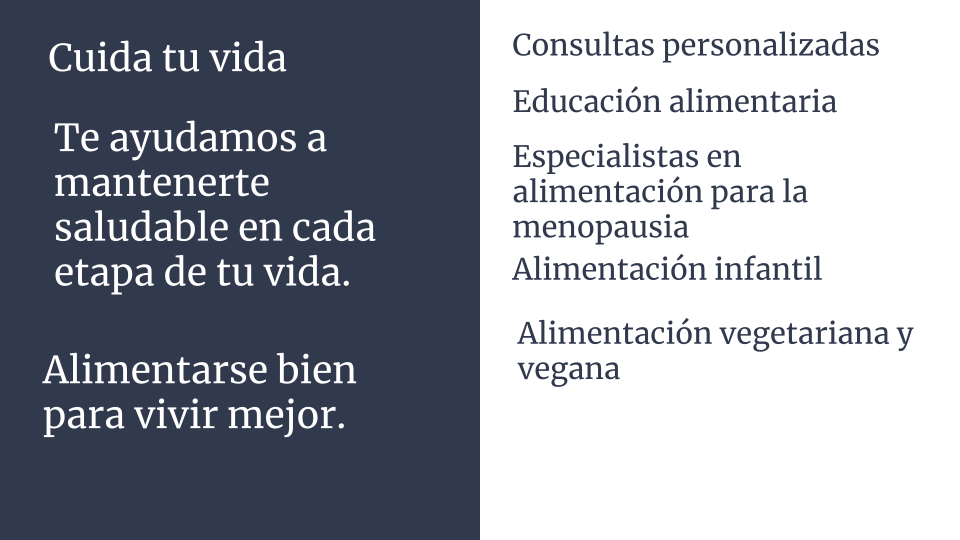 Cuida tu vida
Te ayudamos a
mantenerte
saludable en cada
etapa de tu vida.
Alimentarse bien
para vivir mejor.
Consultas personalizadas
Educación alimentaria
Especialistas en
alimentación para la
menopausia
Alimentación infantil
Alimentación vegetariana y
vegana